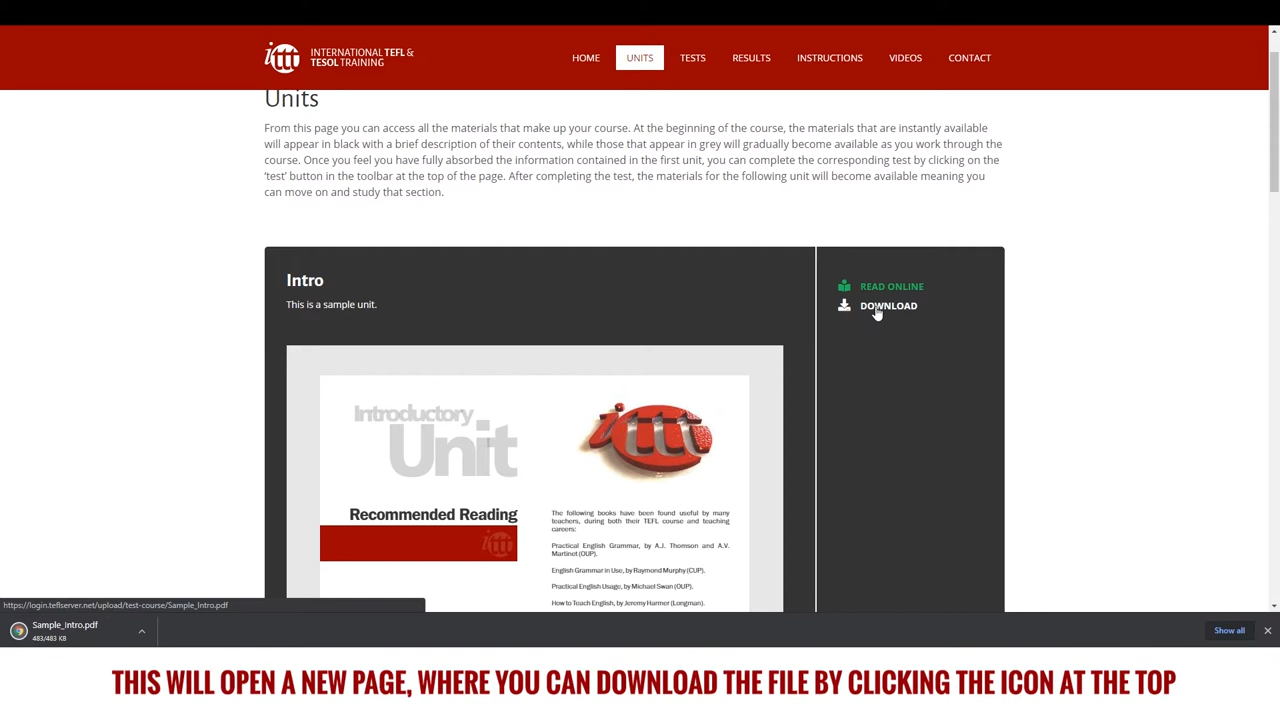 ittt
INTERNATIONAL TEFL &
TESOL TRAINING
HOME
UNITS
TESTS
RESULTS
INSTRUCTIONS
VIDEOS
CONTACT
Units
From this page you can access all the materials that make up your course. At the beginning of the course, the materials that are instantly available
will appear in black with a brief description of their contents, while those that appear in grey will gradually become available as you work through the
course. Once you feel you have fully absorbed the information contained in the first unit, you can complete the corresponding test by clicking on the
'test' button in the toolbar at the top of the page. After completing the test, the materials for the following unit will become available meaning you
can move on and study that section.
Intro
This is a sample unit.
READ ONLINE
DOWNLOAD
Introductory
Unit
ittt
Recommended Reading
ittt
The following books have been found useful by many
teachers, during both their TEFL course and teaching
careers:
Practical English Grammar, by A.J. Thomson and A.V.
Martinet (OUP).
English Grammar in Use, by Raymond Murphy (CUP).
Practical English Usage, by Michael Swan (OUP).
How to Teach English, by Jeremy Harmer (Longman).
https://login.teflserver.net/upload/test-course/Sample_Intro.pdf
Sample_Intro.pdf
483/483 KB
Show all
THIS WILL OPEN A NEW PAGE, WHERE YOU CAN DOWNLOAD THE FILE BY CLICKING THE ICON AT THE TOP